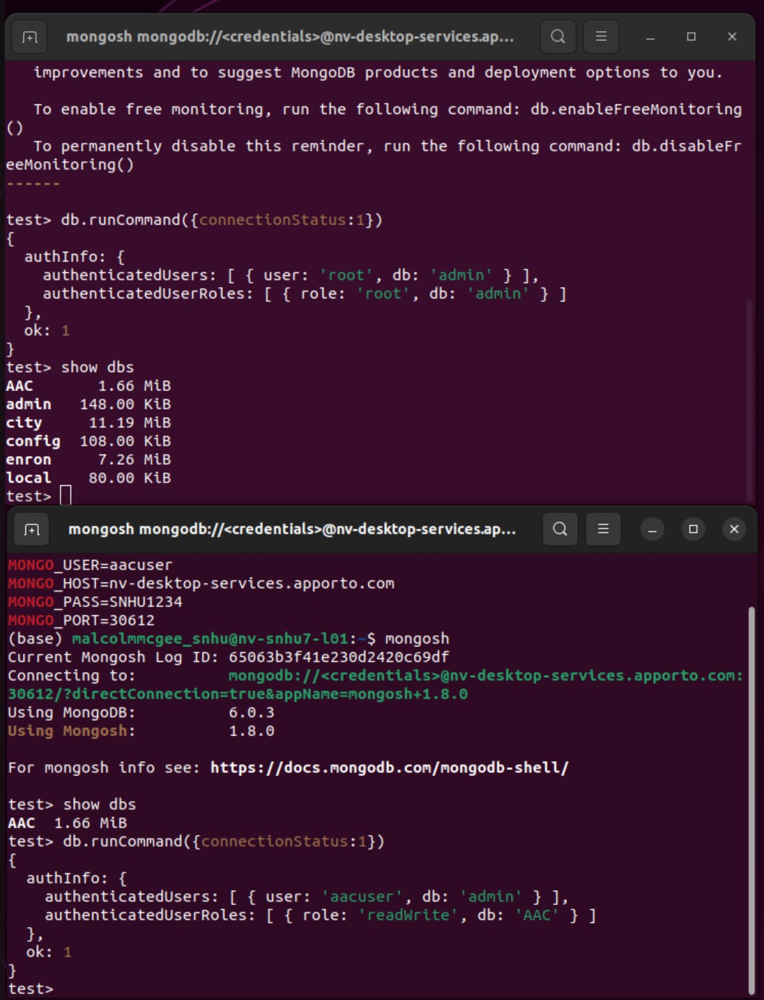 mongosh mongodb://<credentials>@nv-desktop-services.ap...
improvements and to suggest MongoDB products and deployment options to you.
To enable free monitoring, run the following command: db.enableFreeMonitoring
()
To permanently disable this reminder, run the following command: db.disableFr
eeMonitoring()
------
test> db.runCommand({connectionStatus:1})
{
  authInfo: {
    authenticatedUsers: [ { user: 'root', db: 'admin' } ],
    authenticatedUserRoles: [ { role: 'root', db: 'admin' } ]
  },
  ok: 1
}
test> show dbs
AAC       1.66 MiB
admin   148.00 KiB
city     11.19 MiB
config  108.00 KiB
enron     7.26 MiB
local    80.00 KiB
test>
mongosh mongodb://<credentials>@nv-desktop-services.ap...
MONGO_USER=aacuser
MONGO_HOST=nv-desktop-services.apporto.com
MONGO_PASS=SNHU1234
MONGO_PORT=30612
(base) malcolmmcgee_snhu@nv-snhu7-l01:~$ mongosh
Current Mongosh Log ID: 65063b3f41e230d2420c69df
Connecting to:          mongodb://<credentials>@nv-desktop-services.apporto.com:
30612/?directConnection=true&appName=mongosh+1.8.0
Using MongoDB:          6.0.3
Using Mongosh:          1.8.0
For mongosh info see: https://docs.mongodb.com/mongodb-shell/
test> show dbs
AAC  1.66 MiB
test> db.runCommand({connectionStatus:1})
{
  authInfo: {
    authenticatedUsers: [ { user: 'aacuser', db: 'admin' } ],
    authenticatedUserRoles: [ { role: 'readWrite', db: 'AAC' } ]
  },
  ok: 1
}
test>